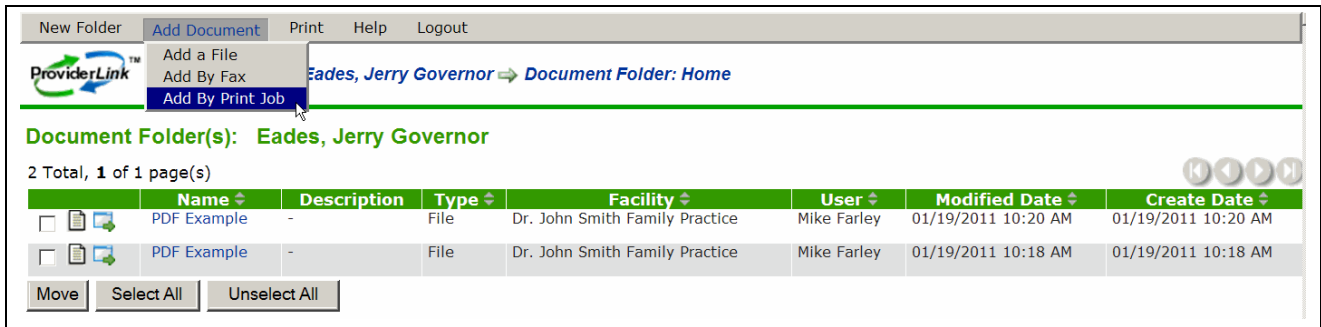 New Folder Add Document Print Help Logout
Add a File
ProviderLink TM
Add By Fax
Eades, Jerry Governor Document Folder: Home
Add By Print Job
Document Folder(s): Eades, Jerry Governor
2 Total, 1 of 1 page(s)
Name Description Type Facility User Modified Date Create Date
PDF Example - File Dr. John Smith Family Practice Mike Farley 01/19/2011 10:20 AM 01/19/2011 10:20 AM
PDF Example - File Dr. John Smith Family Practice Mike Farley 01/19/2011 10:18 AM 01/19/2011 10:18 AM
Move Select All Unselect All